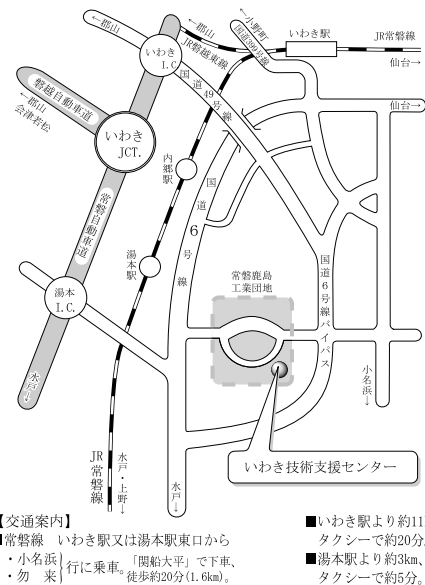 ←郡山
←郡山
JR磐越東線
←小野町
国道399号線
いわき駅
JR常磐線
仙台→
いわき
I.C.
国道49号線
磐越自動車道
←郡山
会津若松
仙台→
いわき
JCT.
内郷駅
国道6号線
常磐自動車道
湯本駅
常磐鹿島
工業団地
国道6号線バイパス
湯本
I.C.
小名浜→
水戸→
いわき技術支援センター
JR常磐線
水戸・上野→
水戸→
【交通案内】
■常磐線 いわき駅又は湯本駅東口から
・小名浜
・勿 来
行に乗車。「関船大平」で下車、
徒歩約20分(1.6km)。
■いわき駅より約11
タクシーで約20分
■湯本駅より約3km、
タクシーで約5分。